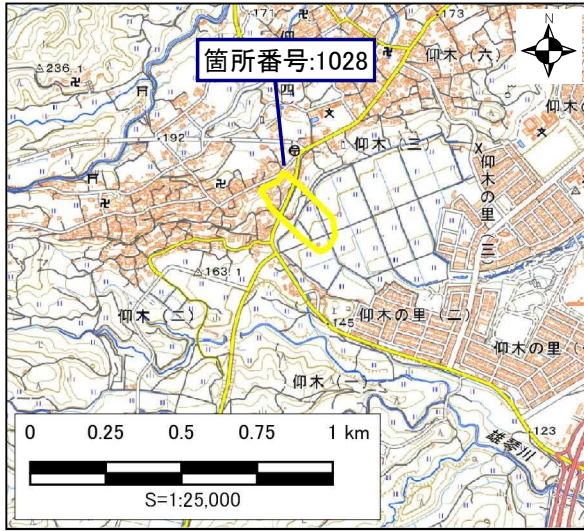 171
173
N
236.1
仰木(六)
箇所番号:1028
四
192
仰木(三)
仰木の里(三)
163.1
仰木(二)
145
仰木の里(二)
仰木の里(
仰木(一)
123
雄琴川
0 0.25 0.5 0.75 1 km
S=1:25,000